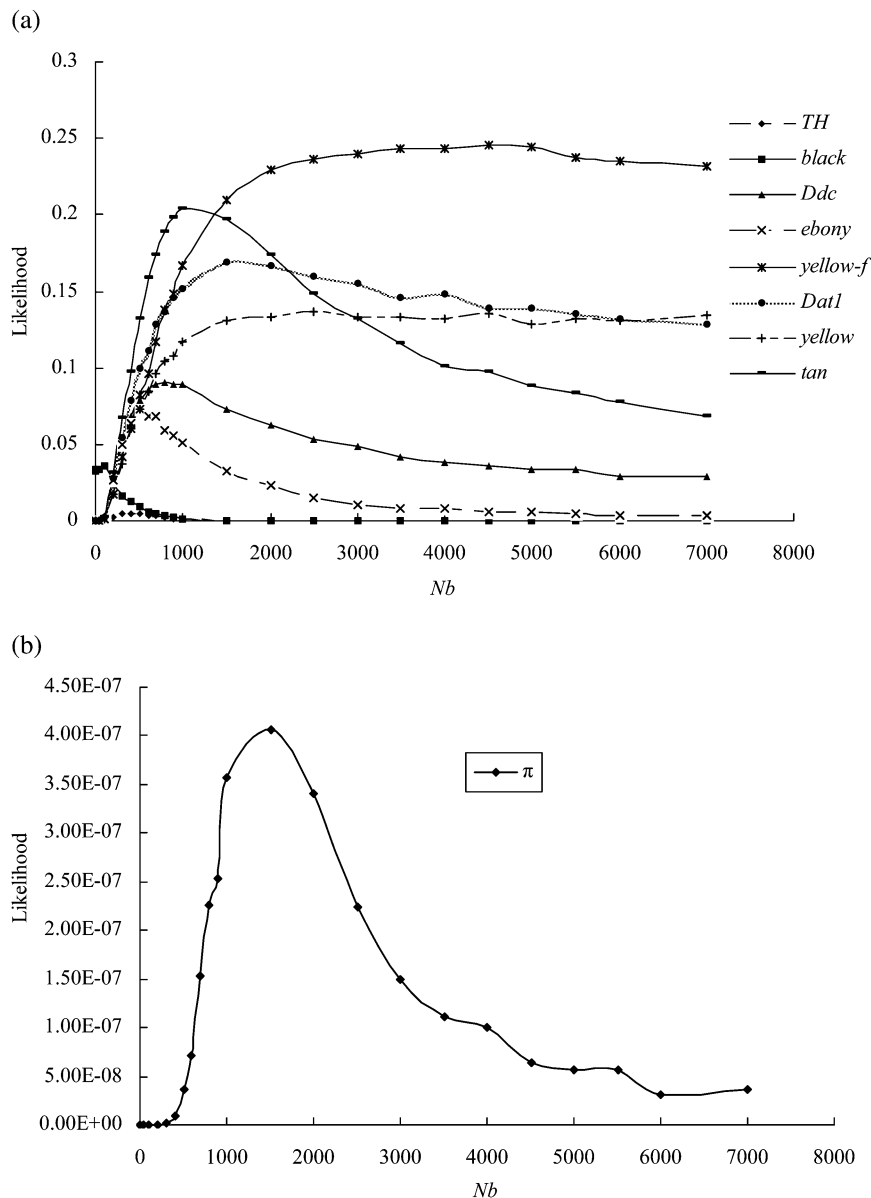 (a)
0.3
0.25
0.2
0.15
0.1
0.05
0
Likelihood
0 1000 2000 3000 4000 5000 6000 7000 8000
Nb
TH
black
Ddc
ebony
yellow-f
Dat1
yellow
tan
(b)
4.50E-07
4.00E-07
3.50E-07
3.00E-07
2.50E-07
2.00E-07
1.50E-07
1.00E-07
5.00E-08
0.00E+00
Likelihood
π
0 1000 2000 3000 4000 5000 6000 7000 8000
Nb